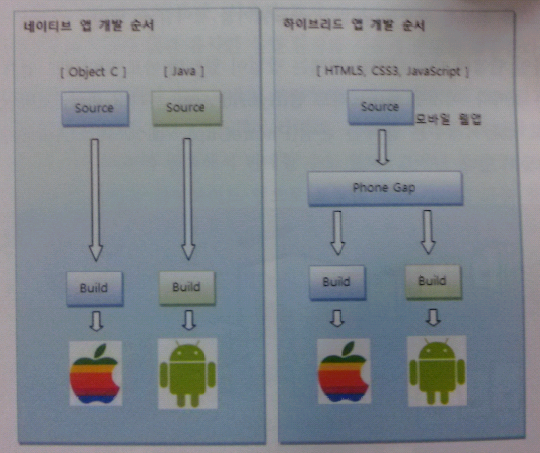 네이티브 앱 개발 순서
[ Object C ] [ Java ]
Source Source
Build Build
하이브리드 앱 개발 순서
[ HTML5, CSS3, JavaScript ]
Source 모바일 웹앱
Phone Gap
Build Build